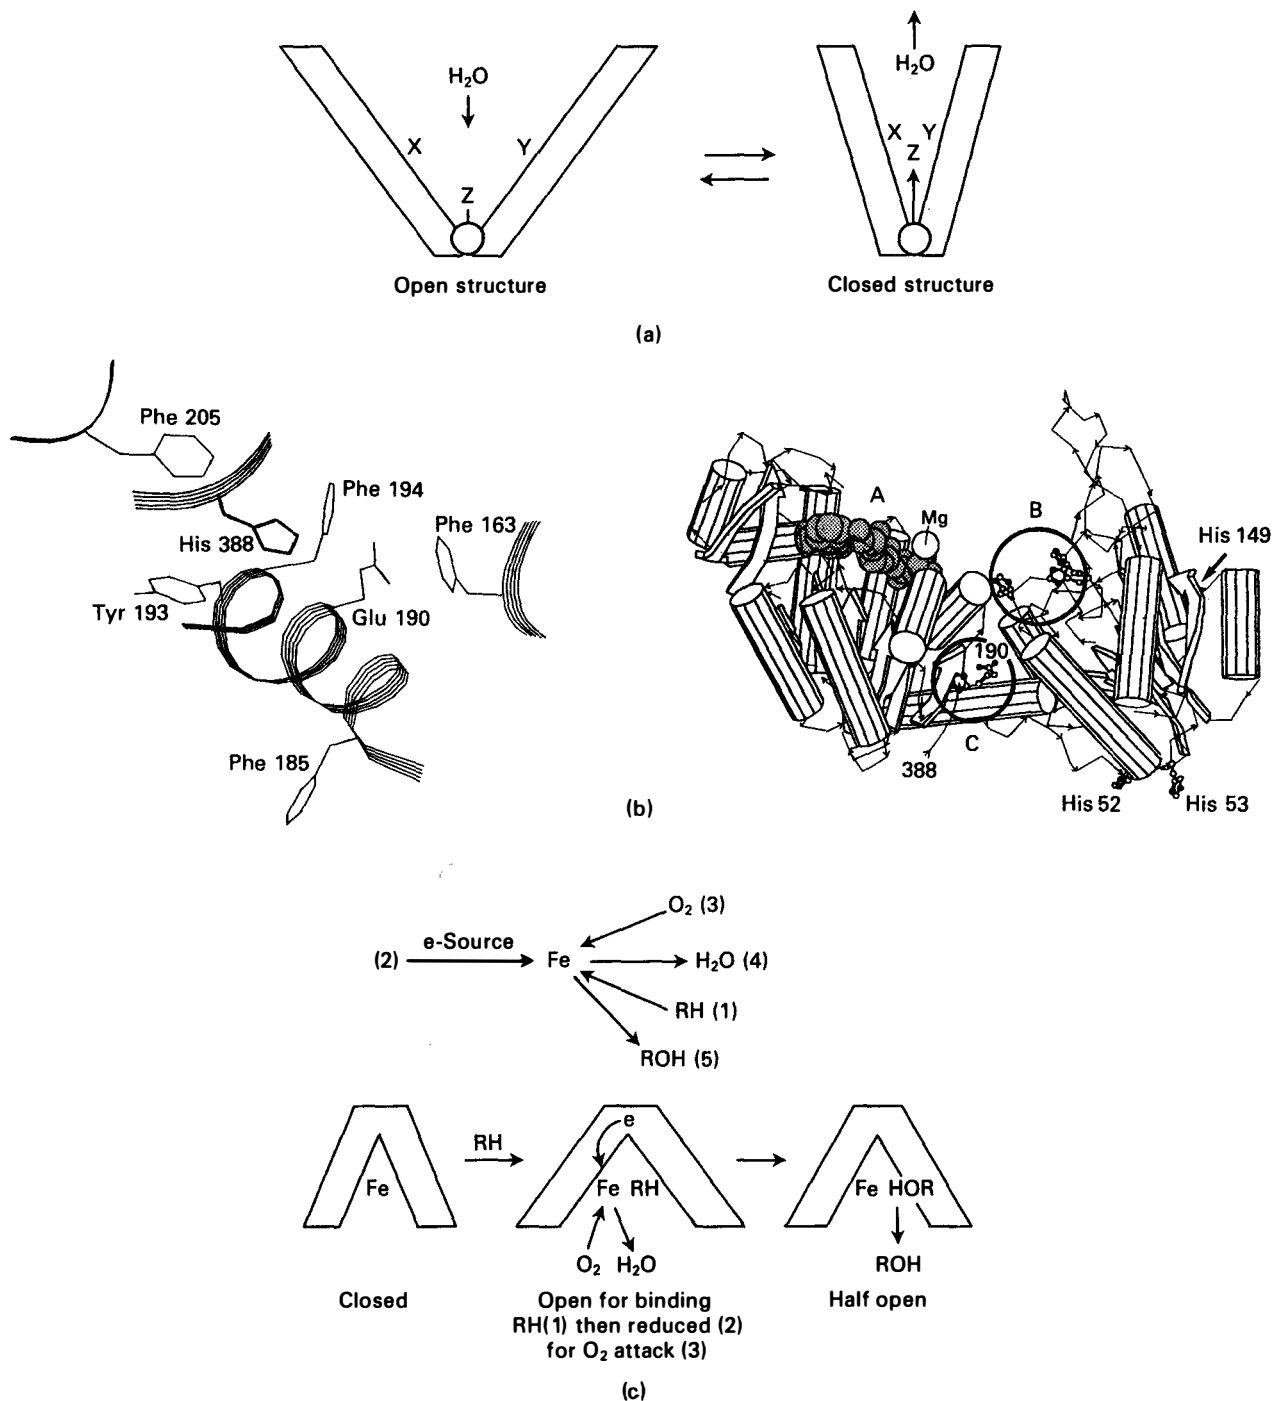 H₂O
X Y
Z
Open structure
H₂O
X Y
Z
Closed structure
(a)
Phe 205
Phe 194
Phe 163
His 388
Tyr 193
Glu 190
Phe 185
A
Mg
B
His 149
190
C
388
His 52
His 53
(b)
O₂ (3)
e-Source
(2) Fe H₂O (4)
RH (1)
ROH (5)
Fe
RH
e
Fe RH
O₂ H₂O
Fe HOR
ROH
Closed
Open for binding
RH(1) then reduced (2)
for O₂ attack (3)
Half open
(c)